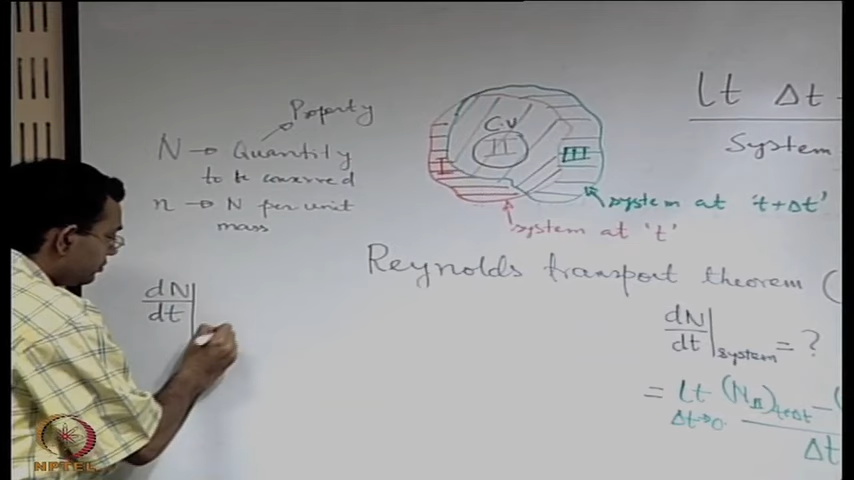 Property
N → Quantity
to be conserved
n → N per unit
mass
dN
dt
C.V
I
II
III
system at 't+Δt'
system at 't'
lt Δt
System
Reynolds transport theorem (
dN
dt system = ?
= lt (N_II)t+Δt - (
Δt→0
Δt
NPTEL